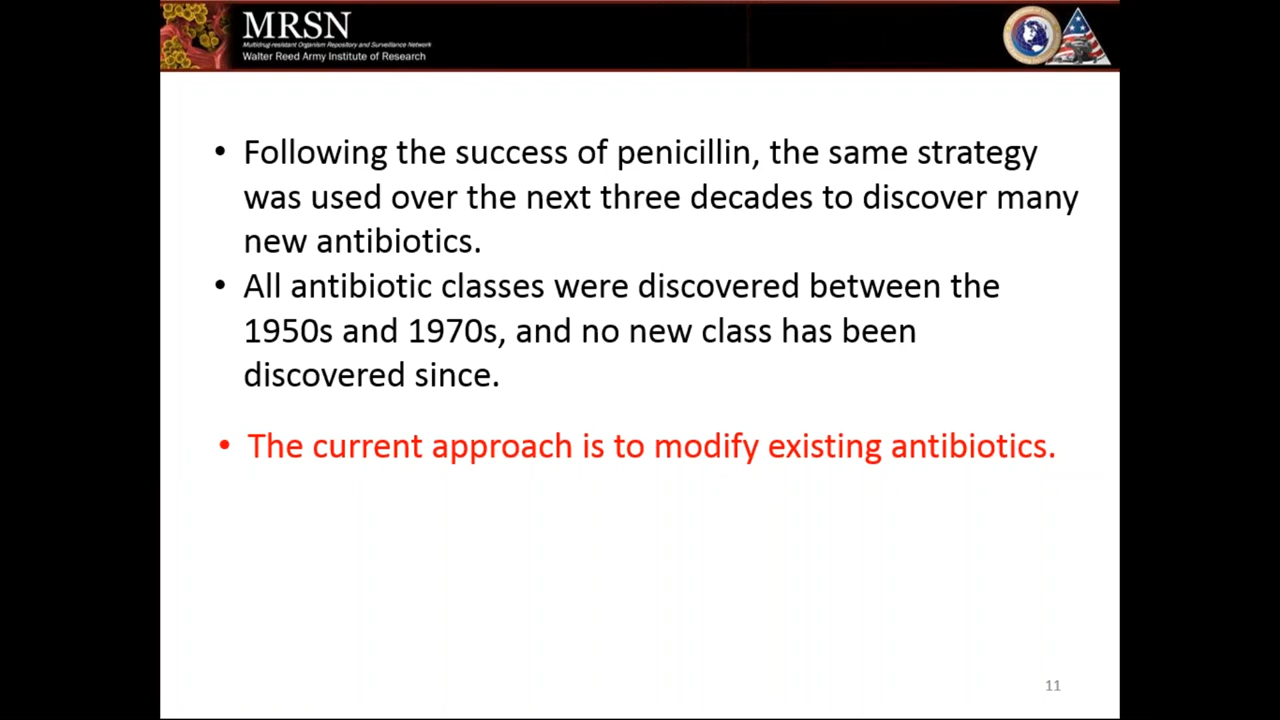 MRSN
Multidrug-resistant Organism Repository and Surveillance Network
Walter Reed Army Institute of Research
• Following the success of penicillin, the same strategy
was used over the next three decades to discover many
new antibiotics.
• All antibiotic classes were discovered between the
1950s and 1970s, and no new class has been
discovered since.
• The current approach is to modify existing antibiotics.
11